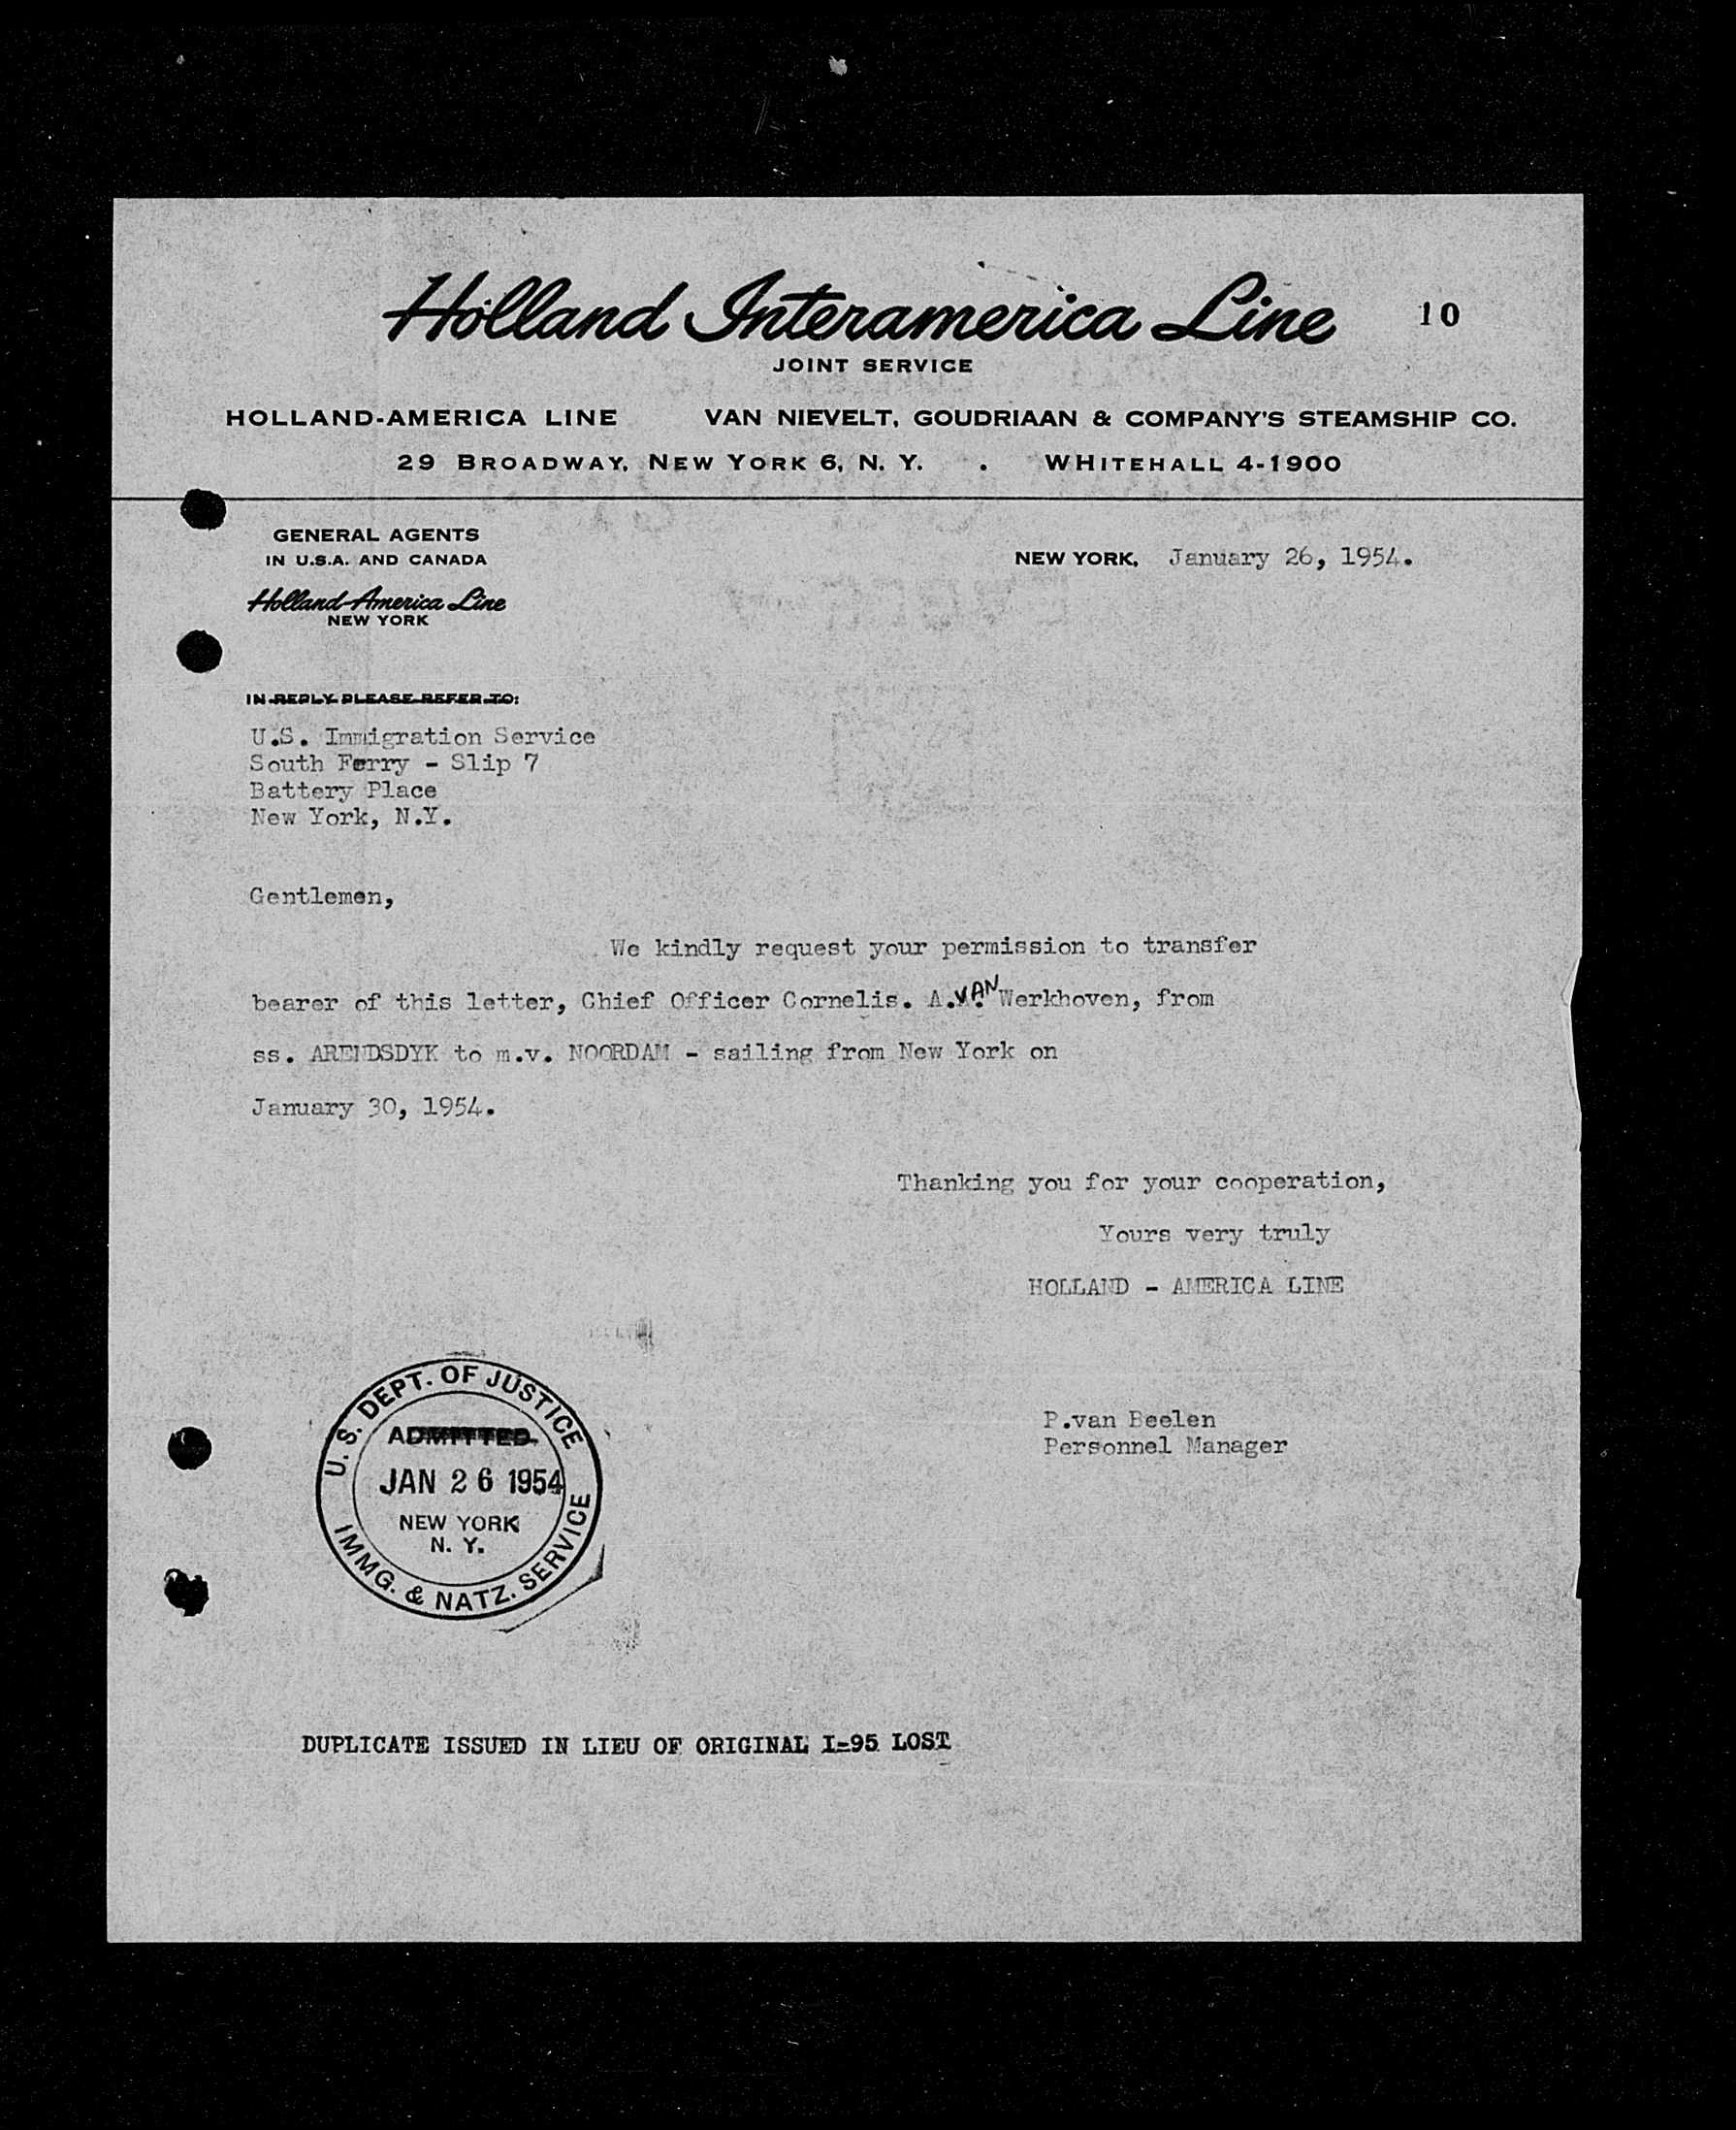 Holland Interamerica Line 10
JOINT SERVICE
HOLLAND-AMERICA LINE VAN NIEVELT, GOUDRIAAN & COMPANY'S STEAMSHIP CO.
29 BROADWAY, NEW YORK 6, N. Y. . WHITEHALL 4-1900
GENERAL AGENTS
IN U.S.A. AND CANADA
Holland-America Line
NEW YORK
NEW YORK, January 26, 1954.
IN REPLY PLEASE REFER TO:
U.S. Immigration Service
South Ferry - Slip 7
Battery Place
New York, N.Y.
Gentlemen,
We kindly request your permission to transfer
bearer of this letter, Chief Officer Cornelis. A. VAN Werkhoven, from
ss. ARENDSDYK to m.v. NOORDAM - sailing from New York on
January 30, 1954.
Thanking you for your cooperation,
Yours very truly
HOLLAND - AMERICA LINE
P.van Beelen
Personnel Manager
U. S. DEPT. OF JUSTICE
ADMITTED
JAN 26 1954
NEW YORK
N. Y.
IMMG. & NATZ. SERVICE
DUPLICATE ISSUED IN LIEU OF ORIGINAL I-95 LOST